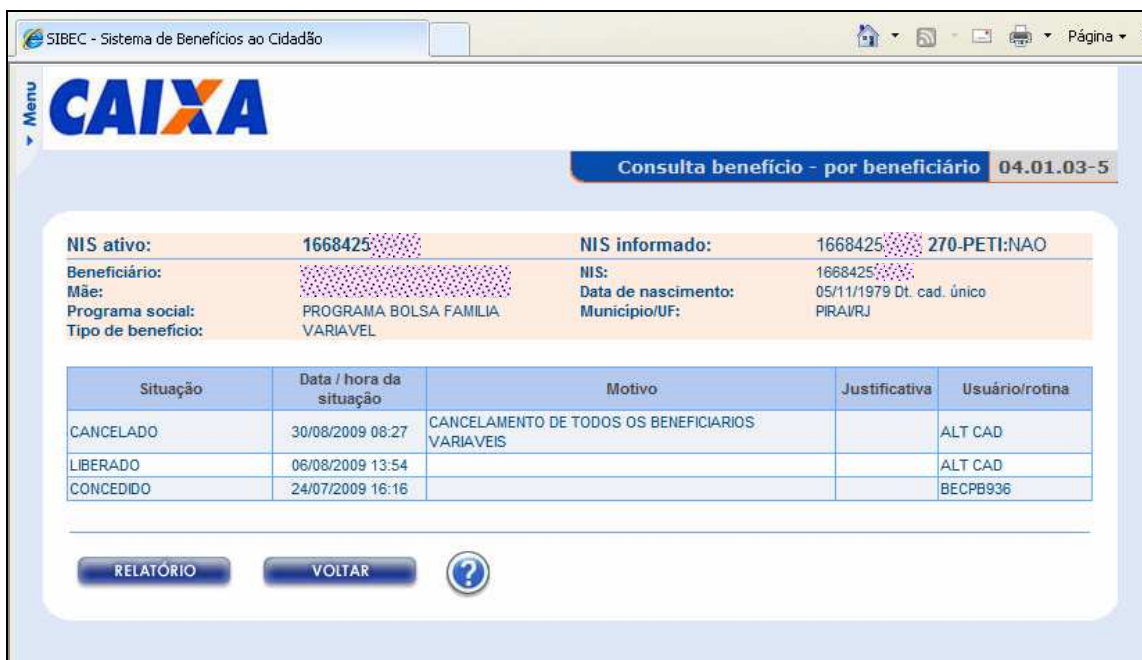 SIBEC - Sistema de Benefícios ao Cidadão
Página
Menu
CAIXA
Consulta benefício - por beneficiário 04.01.03-5
NIS ativo: 1668425 NIS informado: 1668425 270-PETI:NAO
Beneficiário: NIS: 1668425
Mãe: Data de nascimento: 05/11/1979 Dt. cad. único
Programa social: PROGRAMA BOLSA FAMILIA Município/UF: PIRAI/RJ
Tipo de benefício: VARIAVEL
Situação Data / hora da situação Motivo Justificativa Usuário/rotina
CANCELADO 30/08/2009 08:27 CANCELAMENTO DE TODOS OS BENEFICIARIOS VARIAVEIS ALT CAD
LIBERADO 06/08/2009 13:54 ALT CAD
CONCEDIDO 24/07/2009 16:16 BECPB936
RELATÓRIO VOLTAR ?